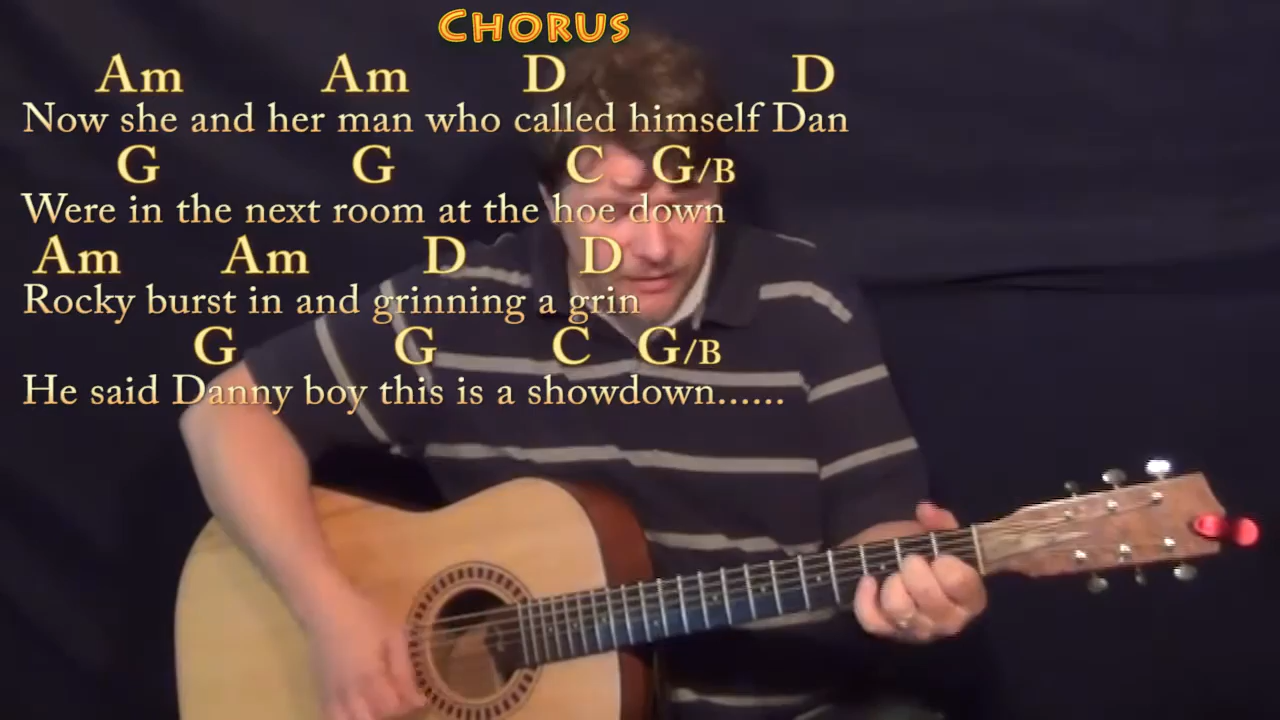 CHORUS
Am Am D D
Now she and her man who called himself Dan
G G C G/B
Were in the next room at the hoe down
Am Am D D
Rocky burst in and grinning a grin
G G C G/B
He said Danny boy this is a showdown......